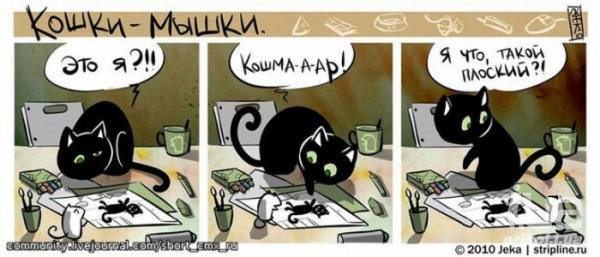 Кошки-мышки.
Это я?!!
Кошма-а-ар!
Я что, такой
плоский?!
community.livejournal.com/short_cmx_ru
© 2010 Jeka | stripline.ru